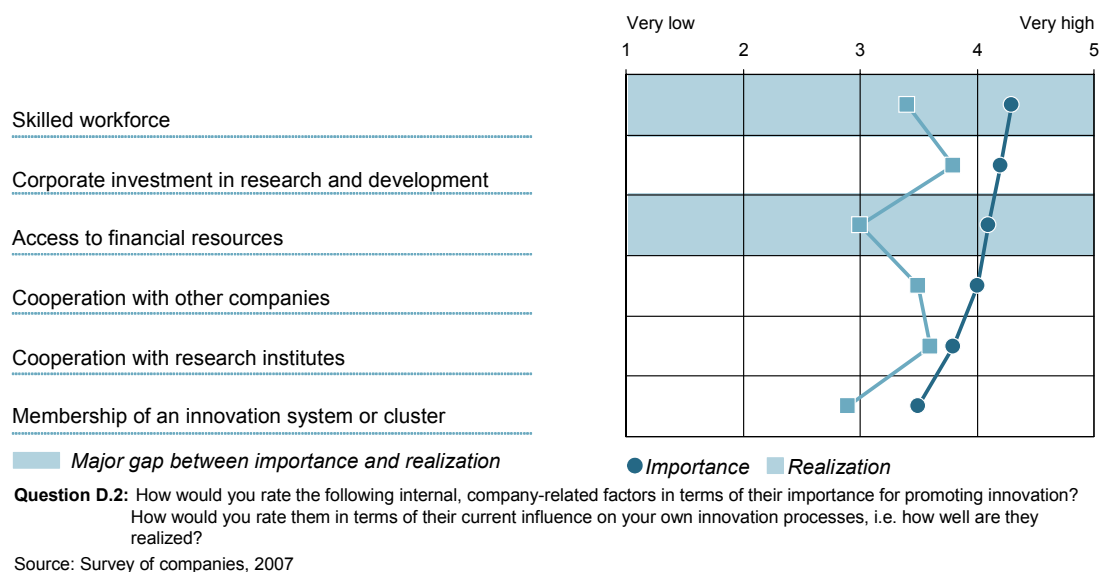 Very low Very high
1 2 3 4 5
Skilled workforce
Corporate investment in research and development
Access to financial resources
Cooperation with other companies
Cooperation with research institutes
Membership of an innovation system or cluster
Major gap between importance and realization
Importance Realization
Question D.2: How would you rate the following internal, company-related factors in terms of their importance for promoting innovation?
How would you rate them in terms of their current influence on your own innovation processes, i.e. how well are they
realized?
Source: Survey of companies, 2007